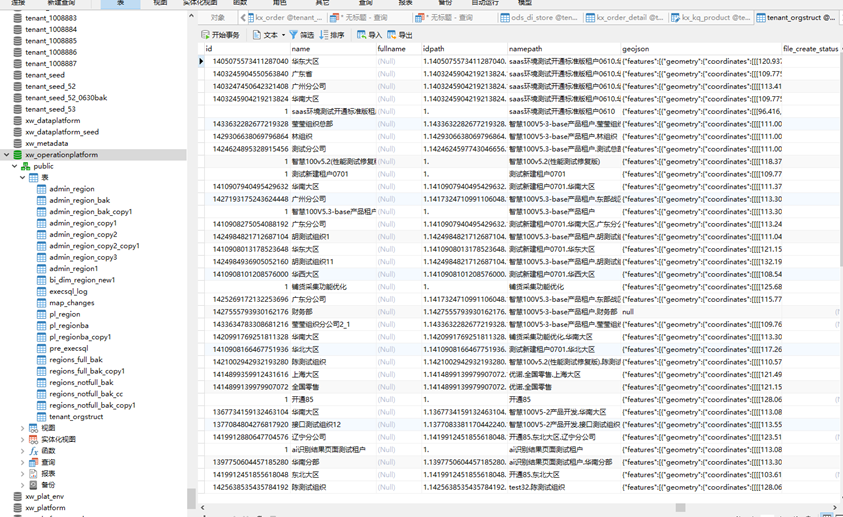 连接 新建查询 表 视图 实体化视图 函数 角色 其它 查询 报表 备份 自动运行 模型
对象 kx_order @tenant_... * 无标题 - 查询 * 无标题 - 查询 ods_di_store @ten... kx_order_detail @t... kx_kq_product @te... tenant_orgstruct @...
开始事务 文本 筛选 排序 导入 导出
tenant_1008883
tenant_1008884
tenant_1008885
tenant_1008886
tenant_1008887
tenant_seed
tenant_seed_52
tenant_seed_52_0630bak
tenant_seed_53
xw_dataplatform
xw_dataplatform_seed
xw_metadata
xw_operationplatform
public
表
admin_region
admin_region_bak
admin_region_bak_copy1
admin_region_copy1
admin_region_copy2
admin_region_copy2_copy1
admin_region_copy3
admin_region1
bi_dim_region_new1
execsql_log
map_changes
pl_region
pl_regionba
pl_regionba_copy1
pre_execsql
regions_full_bak
regions_full_bak_copy1
regions_notfull_bak
regions_notfull_bak_cc
regions_notfull_bak_copy1
tenant_orgstruct
视图
实体化视图
函数
查询
报表
备份
xw_plat_env
xw_platform
id name fullname idpath namepath geojson file_create_status
1405075573411287040 华东大区 (Null) 1.1405075573411287040. saas环境测试开通标准版租户0610.华 {"features":[{"geometry":{"coordinates":[[[[120.937
1403245904550563840 广东省 (Null) 1.1403245904219213824. saas环境测试开通标准版租户0610.华 {"features":[{"geometry":{"coordinates":[[[[109.775
1403247450642321408 广州分公司 (Null) 1.1403245904219213824. saas环境测试开通标准版租户0610.华 {"features":[{"geometry":{"coordinates":[[[[113.41
1403245904219213824 华南大区 (Null) 1.1403245904219213824. saas环境测试开通标准版租户0610.华 {"features":[{"geometry":{"coordinates":[[[[109.775
1 saas环境测试开通标准版租 (Null) 1. saas环境测试开通标准版租户0610 {"features":[{"geometry":{"coordinates":[[[[96.416,
1433632282677219328 莹莹组织总部 (Null) 1.1433632282677219328. 智慧100V5.3-base产品租户.莹莹组织 {"features":[{"geometry":{"coordinates":[[[[111.00
1429306638069796864 林组织 (Null) 1.1429306638069796864. 智慧100V5.3-base产品租户.林组织 {"features":[{"geometry":{"coordinates":[[[[111.00
1424624895328915456 测试分公司 (Null) 1.1424624597343046656. 智慧100V5.3-base产品租户.测试总部 {"features":[{"geometry":{"coordinates":[[[[111.00
1 智慧100v5.2(性能测试修复版) (Null) 1. 智慧100v5.2(性能测试修复版) {"features":[{"geometry":{"coordinates":[[[[118.37
1 测试新建租户0701 (Null) 1. 测试新建租户0701 {"features":[{"geometry":{"coordinates":[[[[109.77
1410907940495429632 华南大区 (Null) 1.1410907940495429632. 测试新建租户0701.华南大区 {"features":[{"geometry":{"coordinates":[[[[111.37
1427193175243624448 广州分公司 (Null) 1.1417324710991106048. 智慧100V5.3-base产品租户.东部战区 {"features":[{"geometry":{"coordinates":[[[[113.30
1 智慧100V5.3-base产品租户 (Null) 1. 智慧100V5.3-base产品租户 {"features":[{"geometry":{"coordinates":[[[[113.30
1410908275054088192 广东分公司 (Null) 1.1410907940495429632. 测试新建租户0701.华南大区.广东分公 {"features":[{"geometry":{"coordinates":[[[[113.24
1424984821712687104 胡测试组织1 (Null) 1.1424984821712687104. 智慧100V5.3-base产品租户.胡测试组 {"features":[{"geometry":{"coordinates":[[[[111.04
1410908013178523648 华东大区 (Null) 1.1410908013178523648. 测试新建租户0701.华东大区 {"features":[{"geometry":{"coordinates":[[[[121.15
1424984936905052160 胡测试组织11 (Null) 1.1424984821712687104. 智慧100V5.3-base产品租户.胡测试组 {"features":[{"geometry":{"coordinates":[[[[113.19
1410908101208576000 华西大区 (Null) 1.1410908101208576000. 测试新建租户0701.华西大区 {"features":[{"geometry":{"coordinates":[[[[108.54
1 铺货采集功能优化 (Null) 1. 铺货采集功能优化 {"features":[{"geometry":{"coordinates":[[[[125.68
1425269172132253696 广东分公司 (Null) 1.1417324710991106048. 智慧100V5.3-base产品租户.东部战区 {"features":[{"geometry":{"coordinates":[[[[115.77
1427555793930162176 财务部 (Null) 1.1427555793930162176. 智慧100V5.3-base产品租户.财务部 null
1433634783308681216 莹莹组织分公司2_1 (Null) 1.1433632282677219328. 智慧100V5.3-base产品租户.莹莹组织 {"features":[{"geometry":{"coordinates":[[[[109.76
1420991769251811328 华南大区 (Null) 1.1420991769251811328. 铺货采集功能优化.华南大区 {"features":[{"geometry":{"coordinates":[[[[113.30
1410908166467751936 华北大区 (Null) 1.1410908166467751936. 测试新建租户0701.华北大区 {"features":[{"geometry":{"coordinates":[[[[117.26
1421002942932193280 陈测试组织 (Null) 1.1421002942932193280. 智慧100v5.2(性能测试修复版).陈测试 {"features":[{"geometry":{"coordinates":[[[[110.57
1414899359912431616 上海大区 (Null) 1.1414899139979907072. 优诺.全国零售.上海大区 {"features":[{"geometry":{"coordinates":[[[[121.49
1414899139979907072 全国零售 (Null) 1.1414899139979907072. 优诺.全国零售 {"features":[{"geometry":{"coordinates":[[[[121.15
1 开通85 (Null) 1. 开通85 {"features":[{"geometry":{"coordinates":[[[[128.06
1367734159132463104 华南大区 (Null) 1.1367734159132463104. 智慧100V5-2产品开发.华南大区 {"features":[{"geometry":{"coordinates":[[[[113.08
1377084804276817920 接口测试组织12 (Null) 1.1377083381170442240. 智慧100V5-2产品开发.接口测试组织 {"features":[{"geometry":{"coordinates":[[[[113.55
1419912880647704576 辽宁分公司 (Null) 1.1419912451855618048. 开通85.东北大区.辽宁分公司 {"features":[{"geometry":{"coordinates":[[[[123.51
1 ai识别结果页面测试租户 (Null) 1. ai识别结果页面测试租户 {"features":[{"geometry":{"coordinates":[[[[113.30
1397750604457185280 华南分部 (Null) 1.1397750604457185280. ai识别结果页面测试租户.华南分部 {"features":[{"geometry":{"coordinates":[[[[113.30
1419912451855618048 东北大区 (Null) 1.1419912451855618048. 开通85.东北大区 {"features":[{"geometry":{"coordinates":[[[[103.61
1425638535435784192 陈测试组织 (Null) 1.1425638535435784192. test32.陈测试组织 {"features":[{"geometry":{"coordinates":[[[[128.06